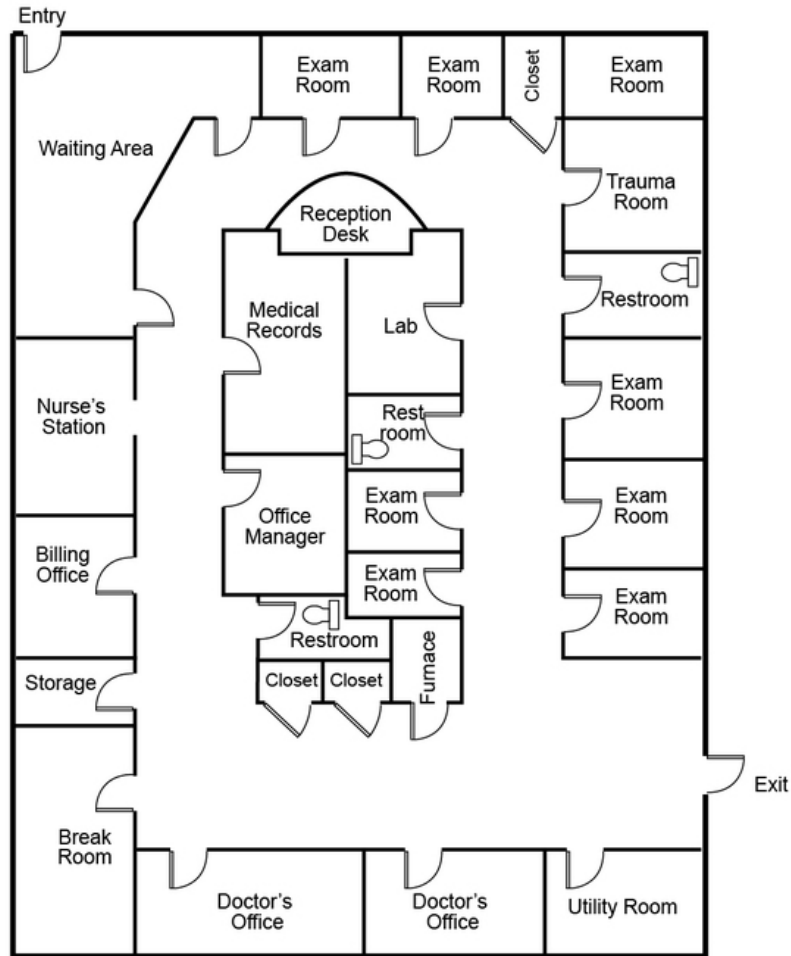 Entry
Exam
Room
Exam
Room
Closet
Exam
Room
Waiting Area
Trauma
Room
Reception
Desk
Restroom
Medical
Records
Lab
Exam
Room
Nurse's
Station
Rest
room
Exam
Room
Exam
Room
Office
Manager
Billing
Office
Exam
Room
Exam
Room
Restroom
Storage
Closet
Closet
Furnace
Exit
Break
Room
Doctor's
Office
Doctor's
Office
Utility Room